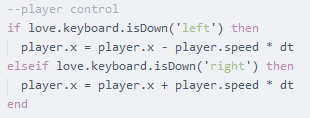 --player control
if love.keyboard.isDown('left') then
  player.x = player.x - player.speed * dt
elseif love.keyboard.isDown('right') then
  player.x = player.x + player.speed * dt
end